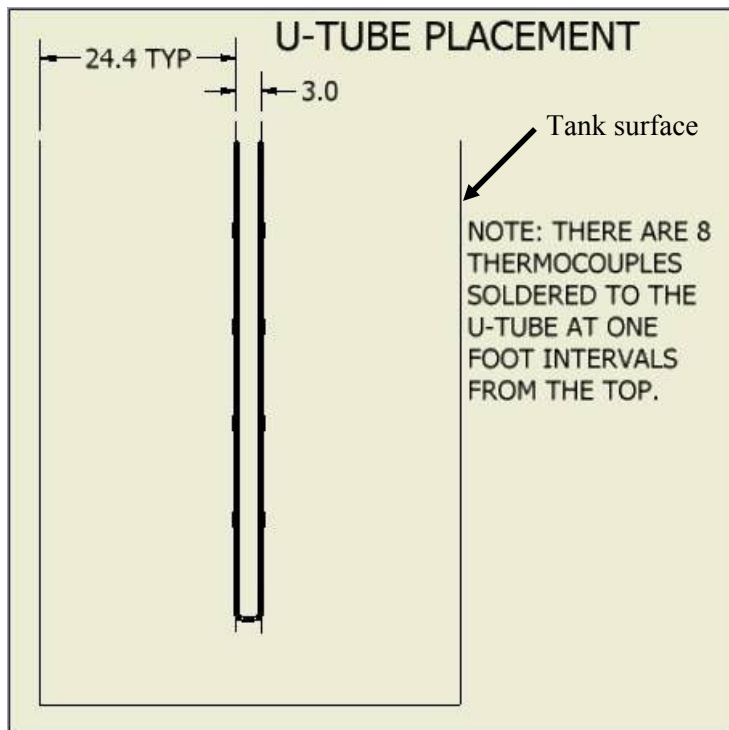 U-TUBE PLACEMENT
24.4 TYP
3.0
Tank surface
NOTE: THERE ARE 8
THERMOCOUPLES
SOLDERED TO THE
U-TUBE AT ONE
FOOT INTERVALS
FROM THE TOP.